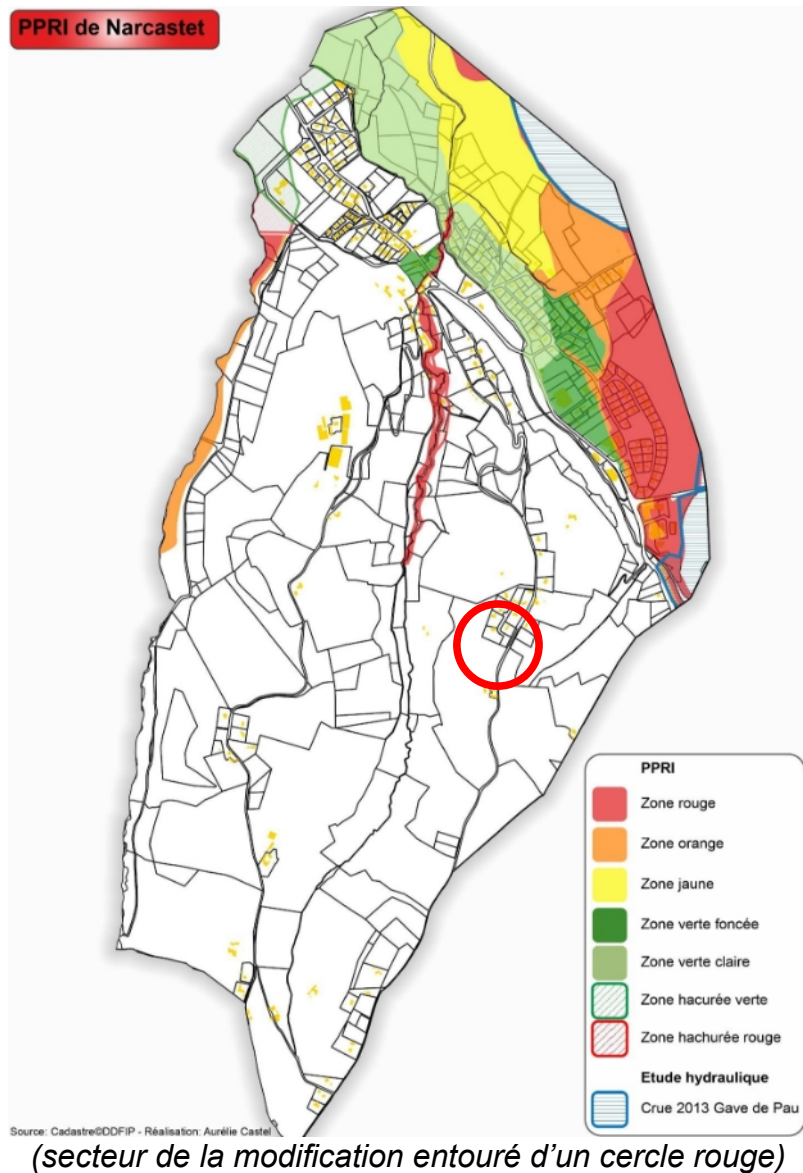 PPRI de Narcastet
PPRI
Zone rouge
Zone orange
Zone jaune
Zone verte foncée
Zone verte claire
Zone hacurée verte
Zone hachurée rouge
Etude hydraulique
Crue 2013 Gave de Pau
Source: Cadastre©DDFIP - Réalisation: Aurélie Castel
(secteur de la modification entouré d'un cercle rouge)